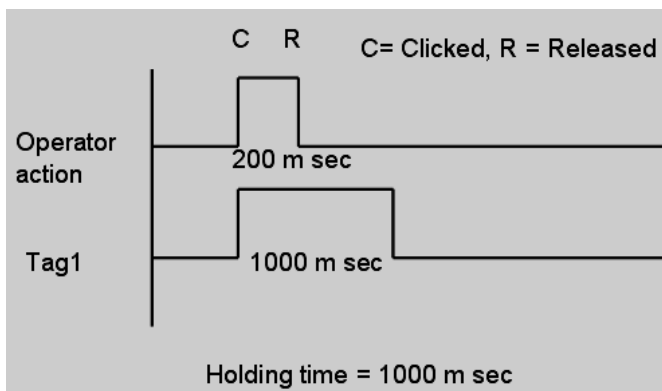 C R
C= Clicked, R = Released
Operator
action
200 m sec
Tag1
1000 m sec
Holding time = 1000 m sec